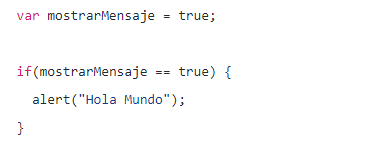 var mostrarMensaje = true;
if(mostrarMensaje == true) {
alert("Hola Mundo");
}